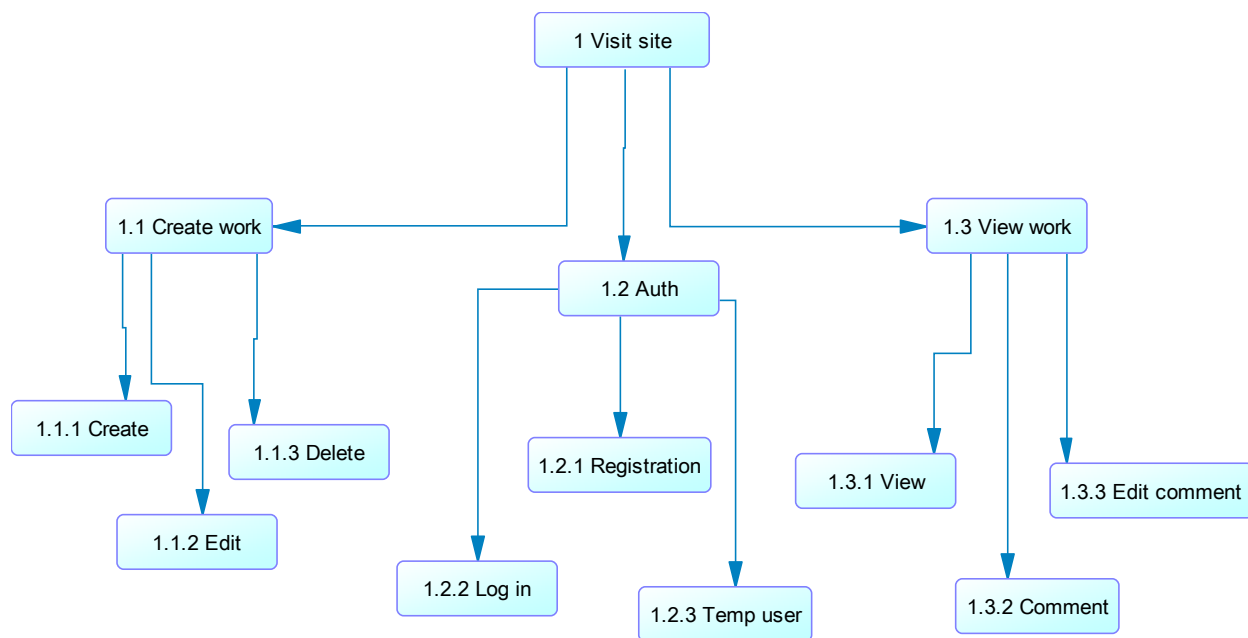 1 Visit site
1.1 Create work
1.3 View work
1.2 Auth
1.1.1 Create
1.1.3 Delete
1.2.1 Registration
1.3.1 View
1.3.3 Edit comment
1.1.2 Edit
1.2.2 Log in
1.2.3 Temp user
1.3.2 Comment